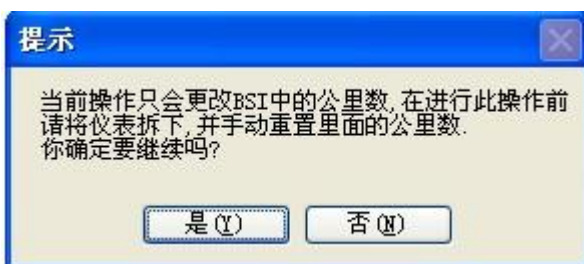 提示
当前操作只会更改BSI中的公里数,在进行此操作前
请将仪表拆下,并手动重置里面的公里数.
你确定要继续吗?
是(Y) 否(N)